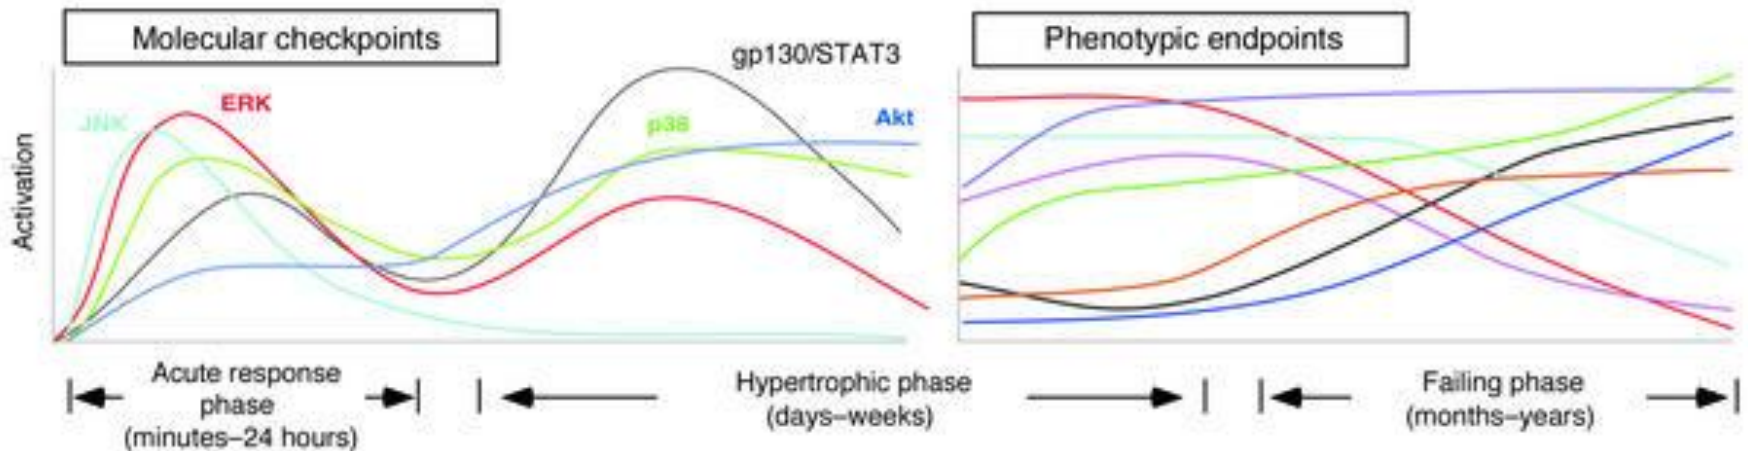 Molecular checkpoints
Phenotypic endpoints
gp130/STAT3
ERK
JNK
p38
Akt
Activation
Acute response
phase
(minutes–24 hours)
Hypertrophic phase
(days–weeks)
Failing phase
(months–years)